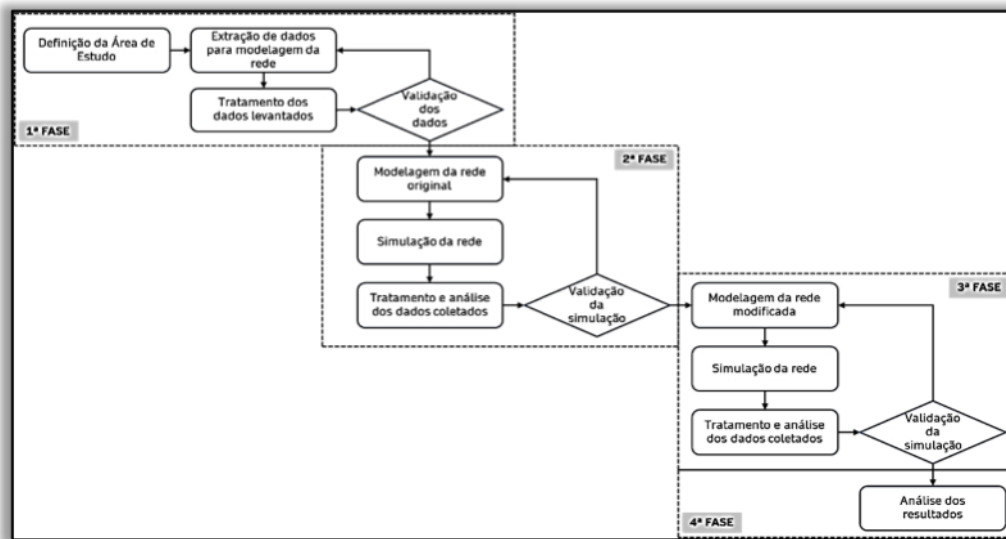 Definição da Área de
Estudo
Extração de dados
para modelagem da
rede
Tratamento dos
dados levantados
Validação
dos
dados
1ª FASE
2ª FASE
Modelagem da rede
original
Simulação da rede
Tratamento e análise
dos dados coletados
Validação
da
simulação
3ª FASE
Modelagem da rede
modificada
Simulação da rede
Tratamento e análise
dos dados coletados
Validação
da
simulação
Análise dos
resultados
4ª FASE